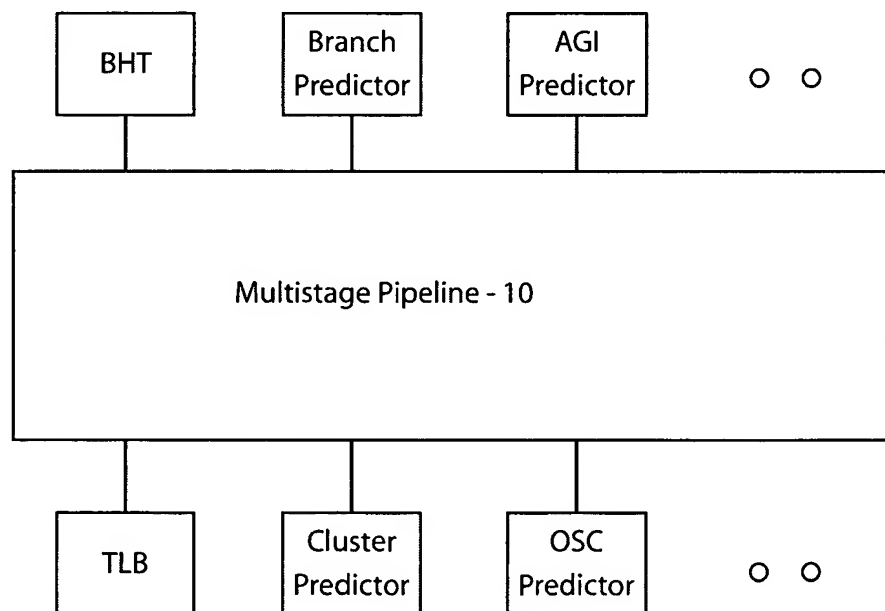 BHT
Branch
Predictor
AGI
Predictor
Multistage Pipeline - 10
TLB
Cluster
Predictor
OSC
Predictor